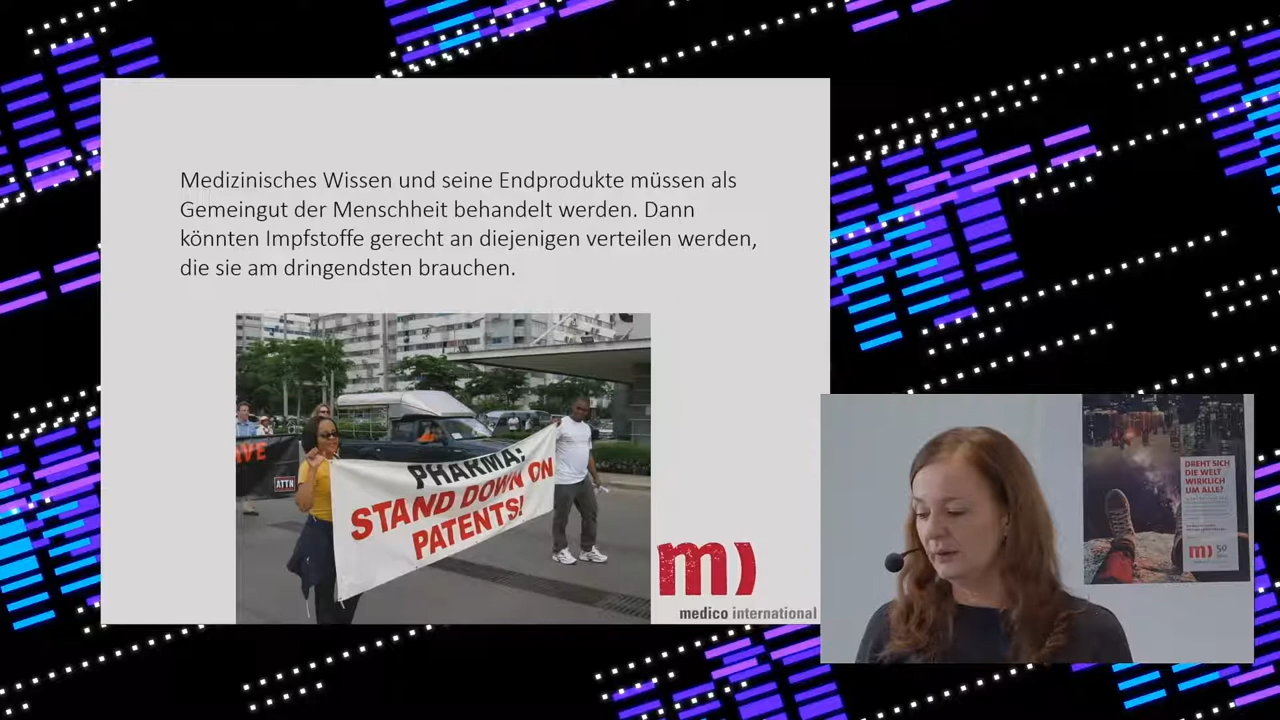 Medizinisches Wissen und seine Endprodukte müssen als
Gemeingut der Menschheit behandelt werden. Dann
könnten Impfstoffe gerecht an diejenigen verteilen werden,
die sie am dringendsten brauchen.
AVE
ATTN
PHARMA:
STAND DOWN ON
PATENTS!
m)
medico international
DREHT SICH
DIE WELT
WIRKLICH
UM ALLE?
m) 50